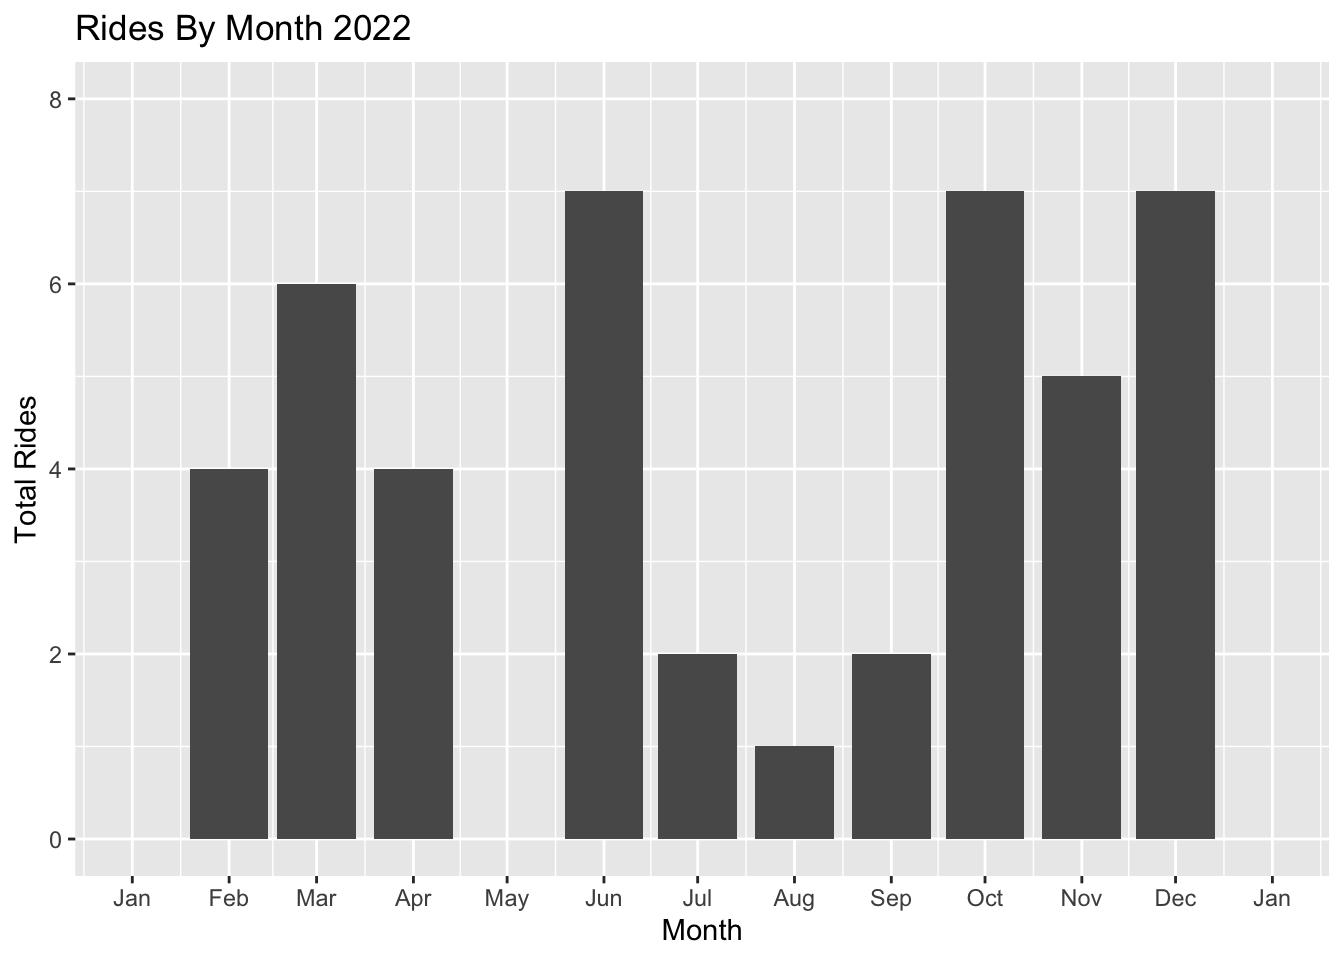 Rides By Month 2022
8
6
4
2
0
Total Rides
Jan Feb Mar Apr May Jun Jul Aug Sep Oct Nov Dec Jan
Month